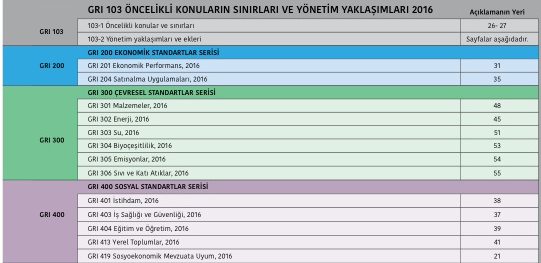 GRI 103 ÖNCELİKLİ KONULARIN SINIRLARI VE YÖNETİM YAKLAŞIMLARI 2016 Açıklamanın Yeri
GRI 103
103-1 Öncelikli konular ve sınırları 26- 27
103-2 Yönetim yaklaşımları ve ekleri Sayfalar aşağıdadır.
GRI 200 EKONOMİK STANDARTLAR SERİSİ
GRI 200
GRI 201 Ekonomik Performans, 2016 31
GRI 204 Satınalma Uygulamaları, 2016 35
GRI 300 ÇEVRESEL STANDARTLAR SERİSİ
GRI 300
GRI 301 Malzemeler, 2016 48
GRI 302 Enerji, 2016 45
GRI 303 Su, 2016 51
GRI 304 Biyoçeşitlilik, 2016 53
GRI 305 Emisyonlar, 2016 54
GRI 306 Sıvı ve Katı Atıklar, 2016 55
GRI 400 SOSYAL STANDARTLAR SERİSİ
GRI 400
GRI 401 İstihdam, 2016 38
GRI 403 İş Sağlığı ve Güvenliği, 2016 37
GRI 404 Eğitim ve Öğretim, 2016 39
GRI 413 Yerel Toplumlar, 2016 41
GRI 419 Sosyoekonomik Mevzuata Uyum, 2016 21